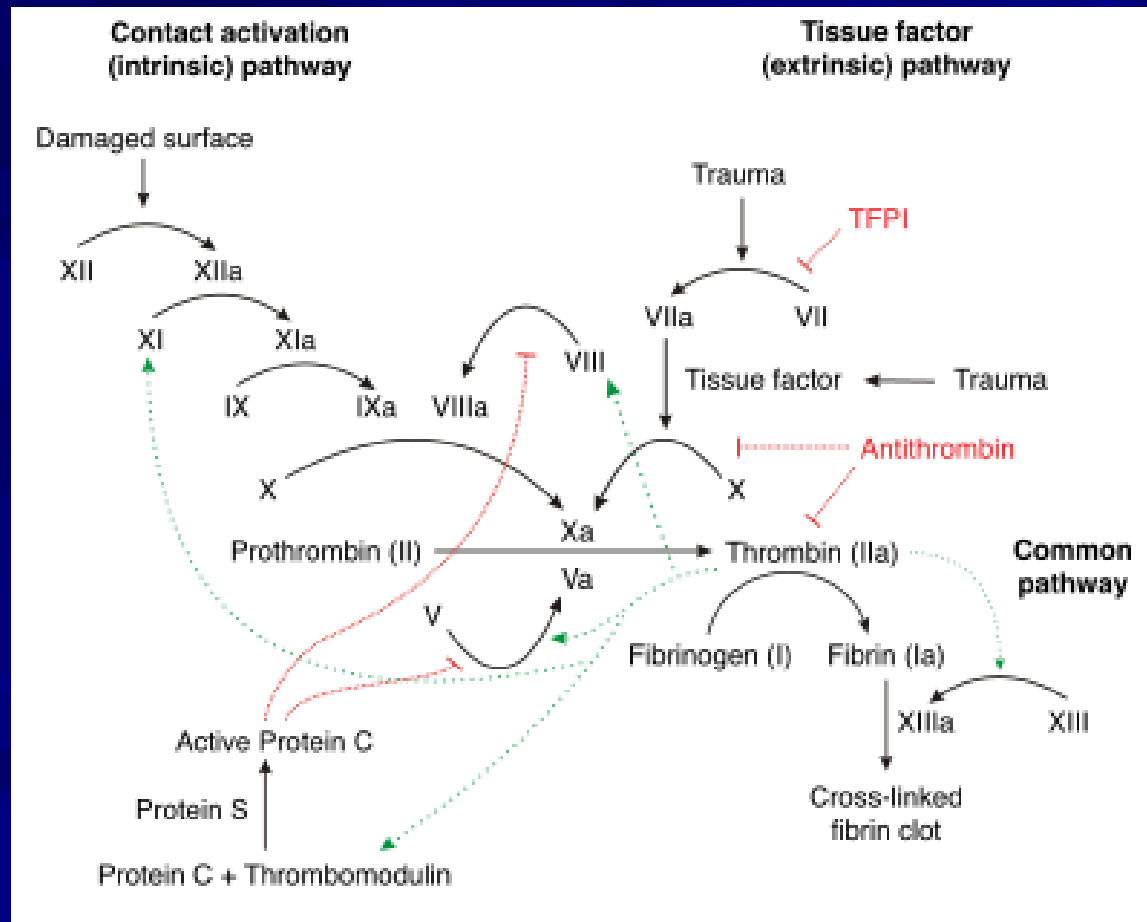 Contact activation
(intrinsic) pathway
Tissue factor
(extrinsic) pathway
Damaged surface
Trauma
TFPI
XII
XIIa
XI
XIa
VIIa
VII
VIII
Tissue factor
Trauma
IX
IXa
VIIIa
Antithrombin
X
X
Xa
Prothrombin (II)
Thrombin (IIa)
Common
pathway
Va
V
Fibrinogen (I)
Fibrin (Ia)
XIIIa
XIII
Active Protein C
Protein S
Cross-linked
fibrin clot
Protein C + Thrombomodulin